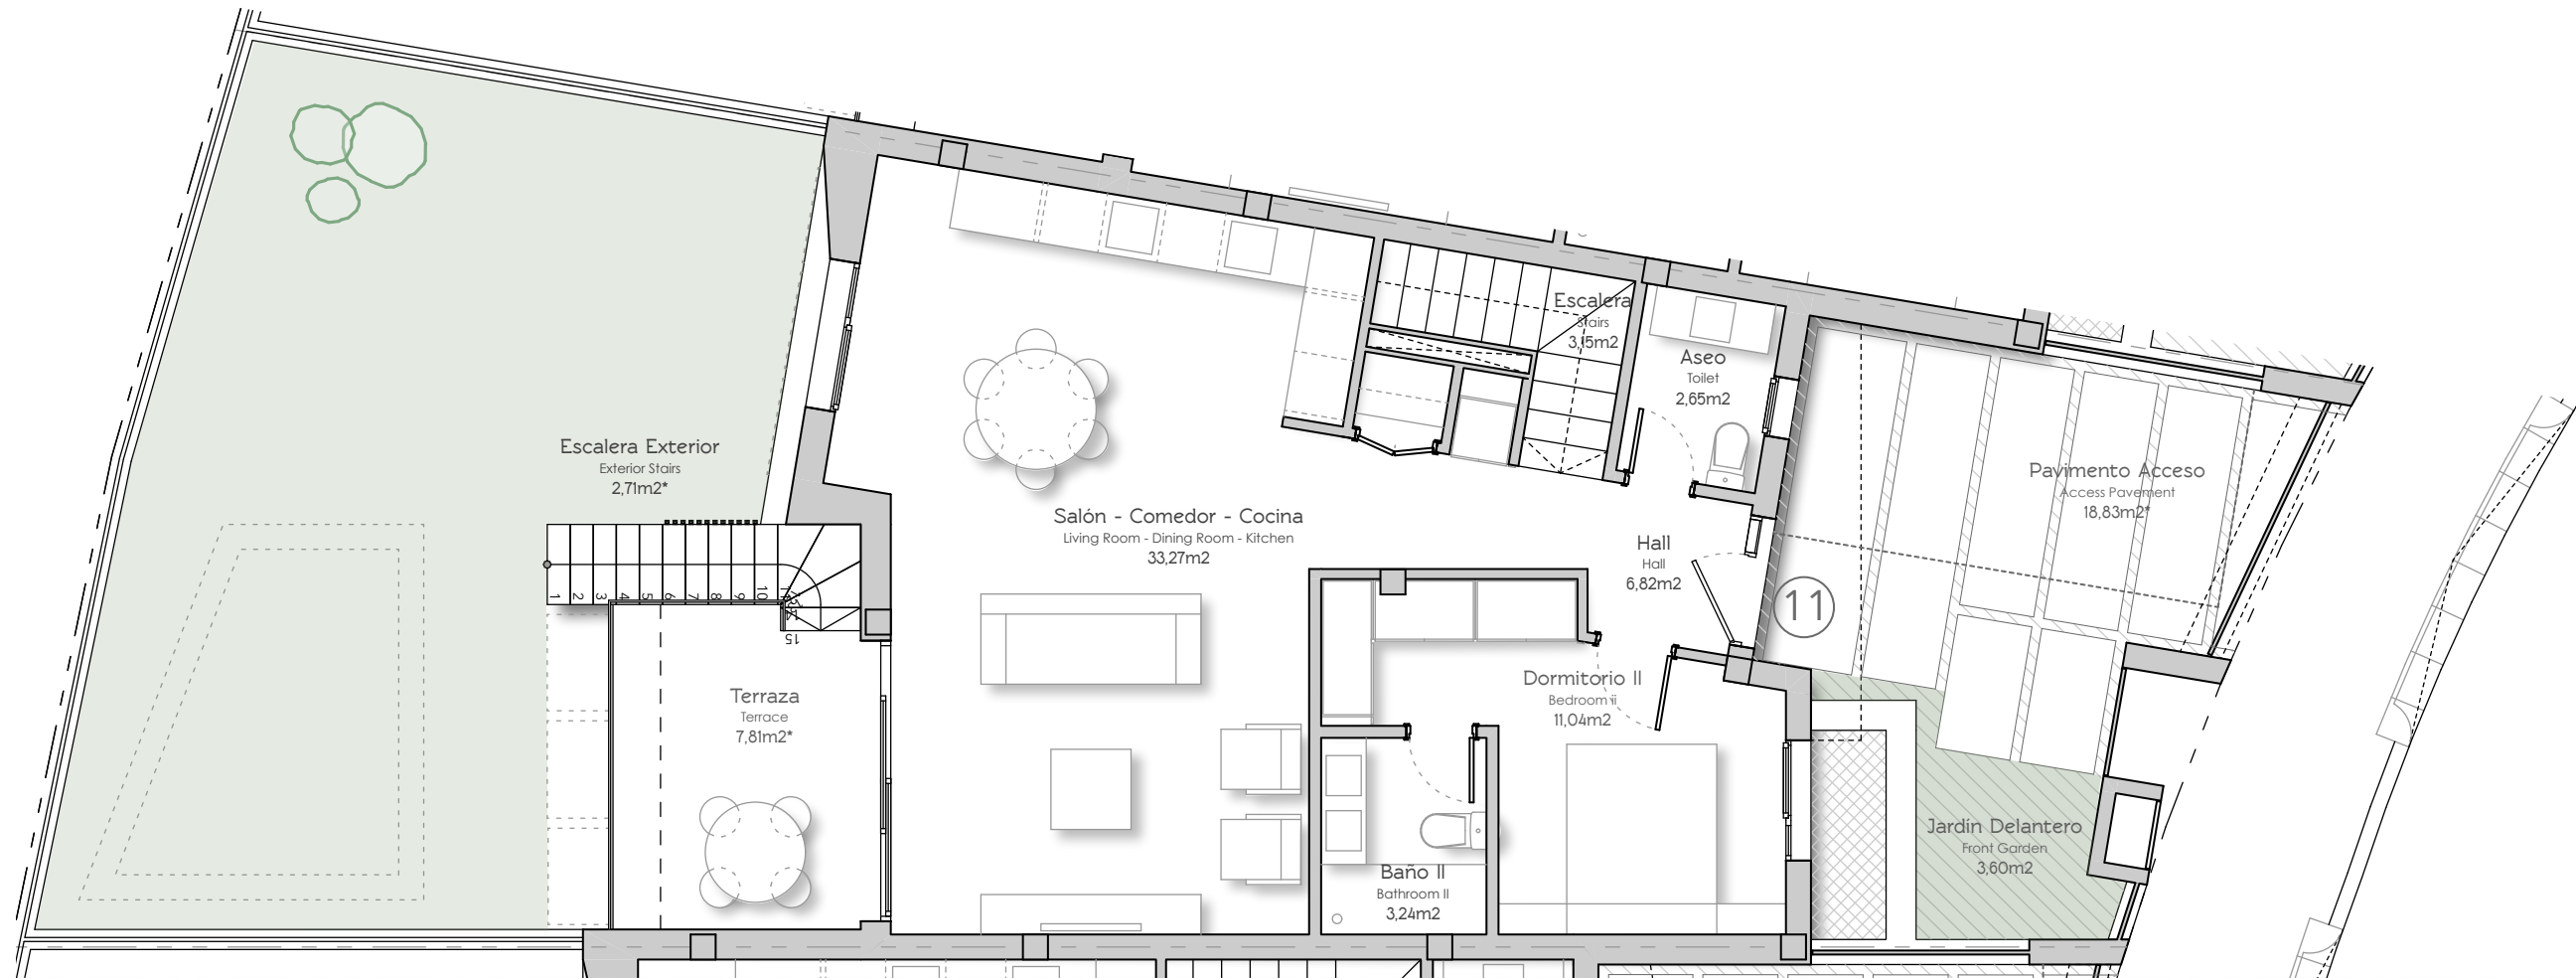 Escalera
Stairs
3,15m2
Aseo
Toilet
2,65m2
Escalera Exterior
Exterior Stairs
2,71m2*
Pavimento Acceso
Access Pavement
18,83m2*
Salón - Comedor - Cocina
Living Room - Dining Room - Kitchen
33,27m2
Hall
Hall
6,82m2
11
1 2 3 4 5 6 7 8 9 10
15
Terraza
Terrace
7,81m2*
Dormitorio II
Bedroom ii
11,04m2
Jardín Delantero
Front Garden
3,60m2
Baño II
Bathroom II
3,24m2